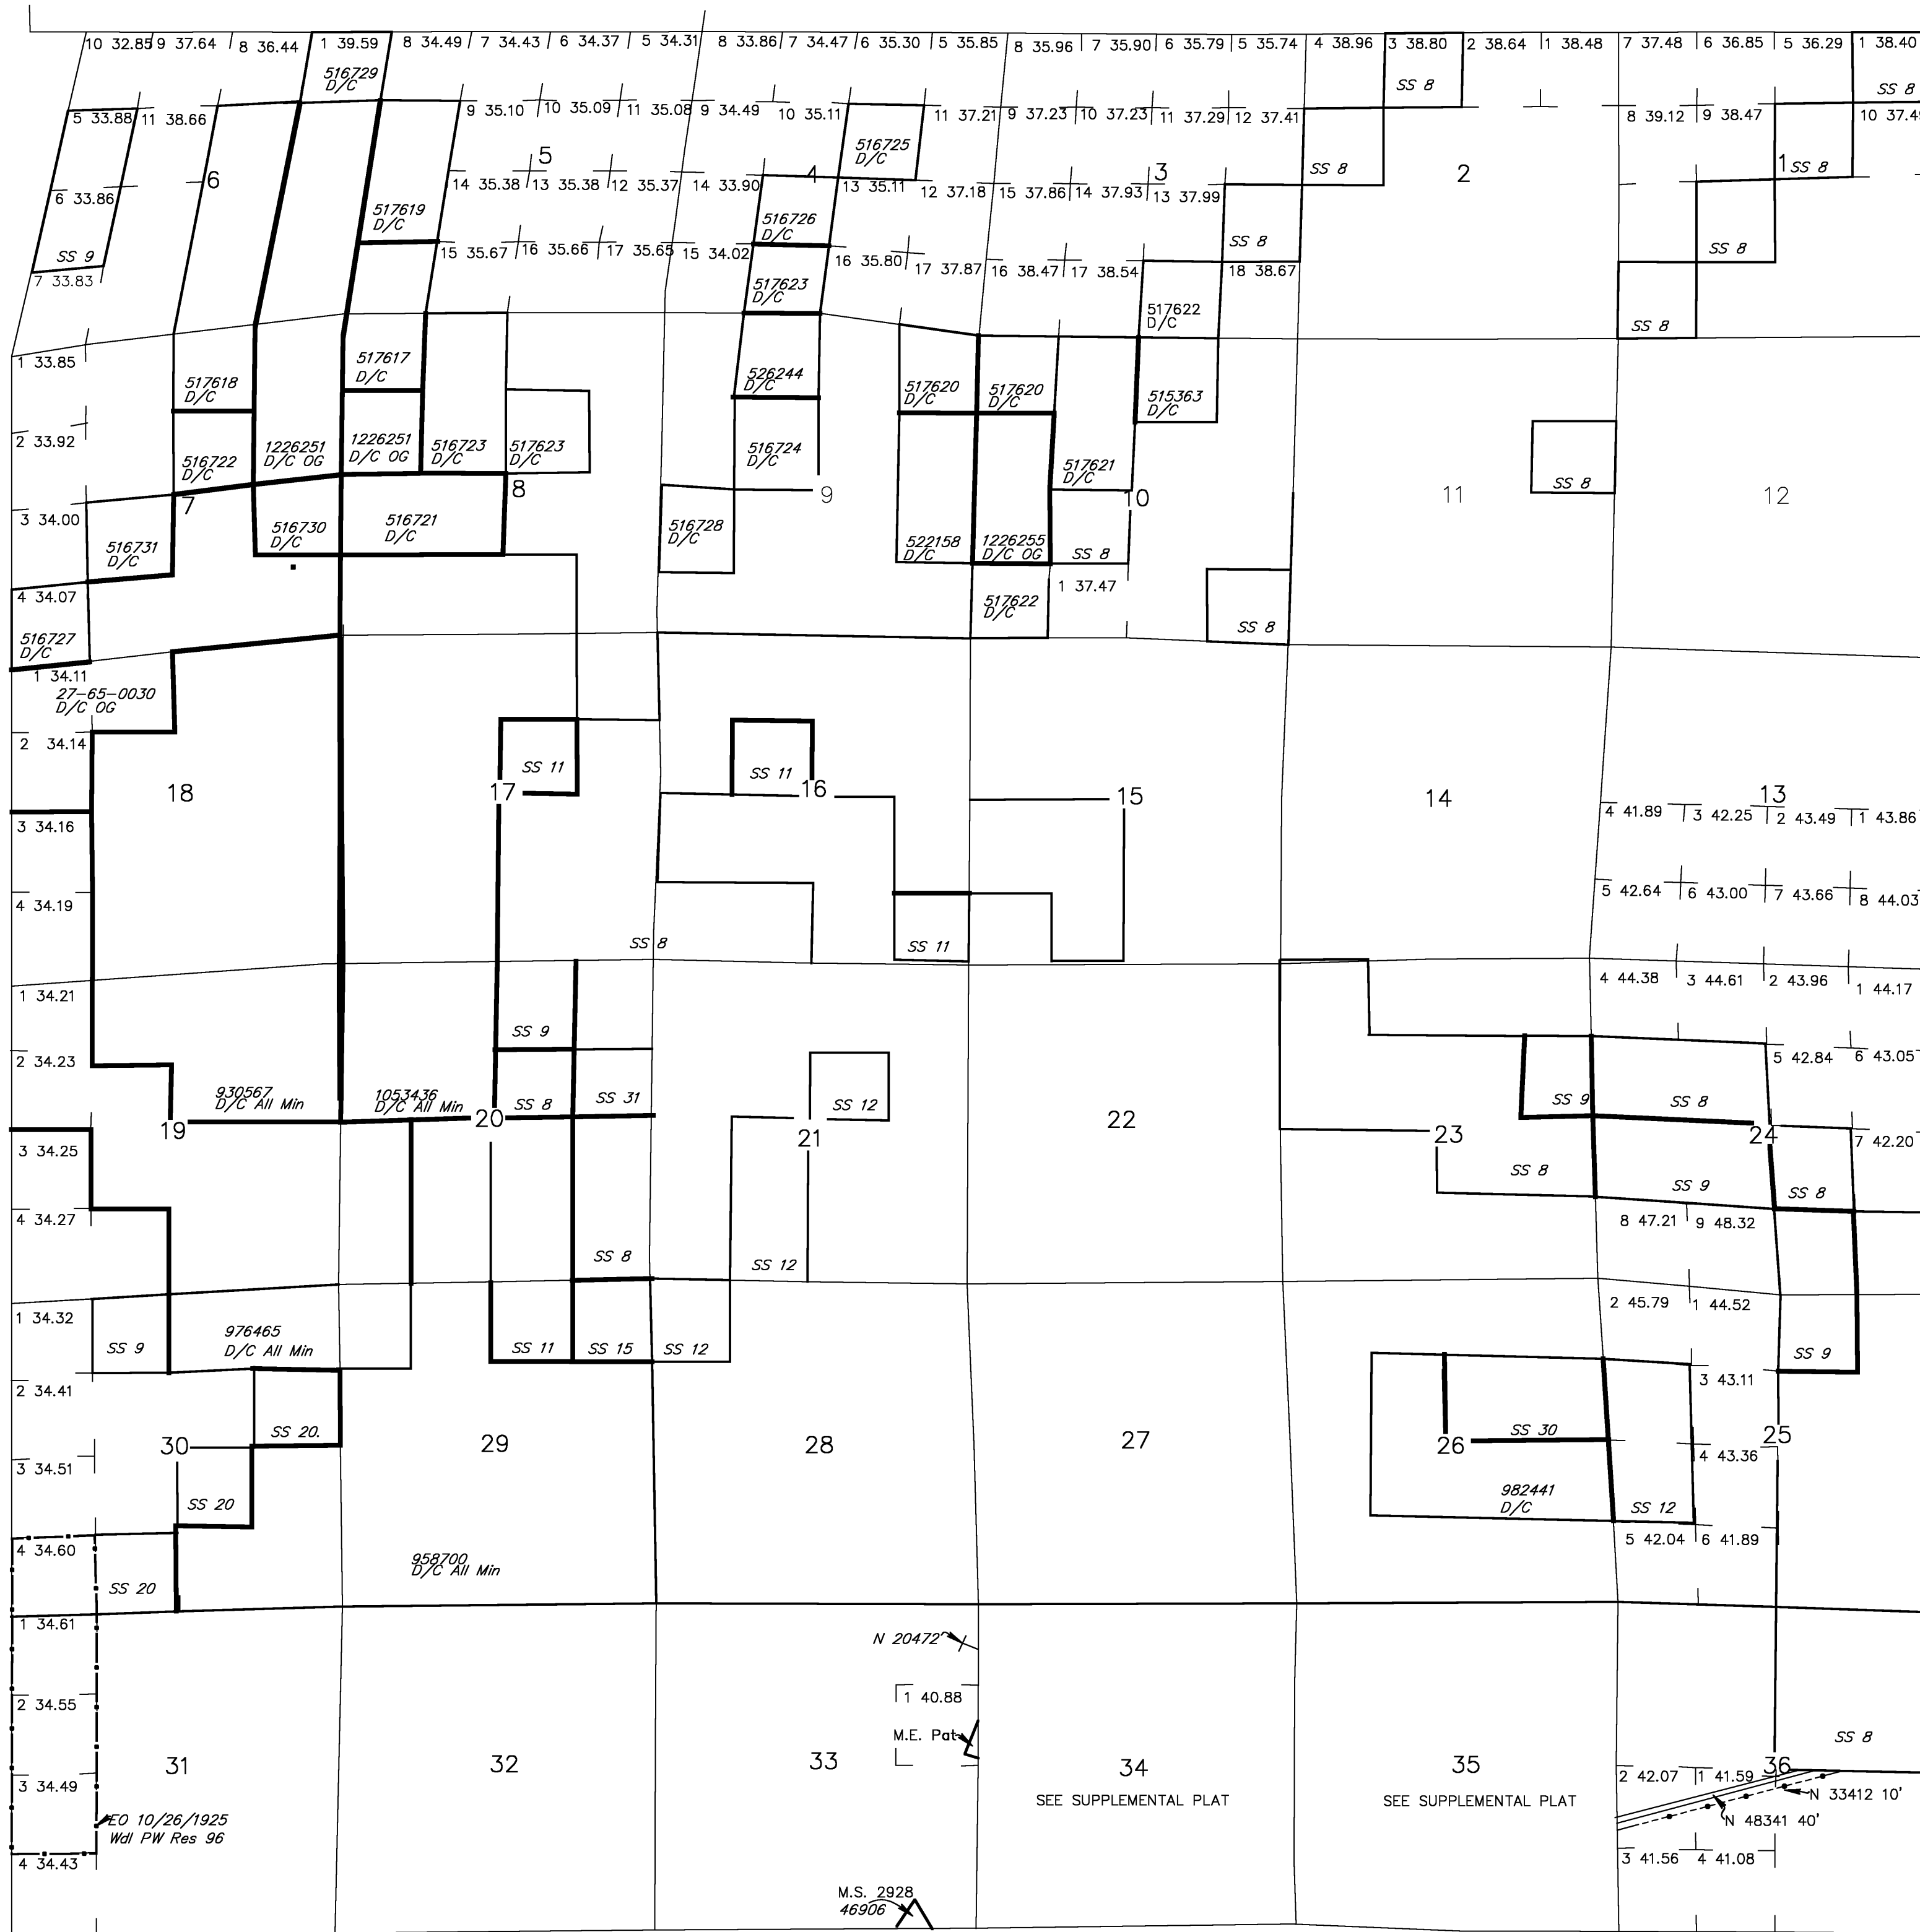 10 32.85 9 37.64 8 36.44 1 39.59 8 34.49 7 34.43 6 34.37 5 34.31 8 33.86 7 34.47 6 35.30 5 35.85 8 35.96 7 35.90 6 35.79 5 35.74 4 38.96 3 38.80 2 38.64 1 38.48 7 37.48 6 36.85 5 36.29 1 38.40
516729
D/C
SS 8
SS 8
5 33.88 11 38.66
9 35.10 10 35.09 11 35.08 9 34.49 10 35.11 11 37.21 9 37.23 10 37.23 11 37.29 12 37.41
8 39.12 9 38.47
516725
D/C
6
5
4
3
SS 8
2
1 SS 8
6 33.86
14 35.38 13 35.38 12 35.37 14 33.90 13 35.11 12 37.18 15 37.86 14 37.93 13 37.99
517619
D/C
516726
D/C
SS 8
SS 8
SS 9
7 33.83
15 35.67 16 35.66 17 35.65 15 34.02 16 35.80 17 37.87 16 38.47 17 38.54 18 38.67
517623
D/C
517622
D/C
SS 8
1 33.85
517618
D/C
517617
D/C
526244
D/C
517620
D/C
517620
D/C
515363
D/C
2 33.92
516722
D/C
1226251
D/C OG
1226251
D/C OG
516723
D/C
517623
D/C
516724
D/C
517621
D/C
SS 8
7
8
9
10
11
12
3 34.00
516731
D/C
516730
D/C
516721
D/C
516728
D/C
522158
D/C
1226255
D/C OG
SS 8
1 37.47
4 34.07
517622
D/C
SS 8
516727
D/C
1 34.11
27-65-0030
D/C OG
2 34.14
SS 11
SS 11
18
17
16
15
14
13
3 34.16
4 41.89 3 42.25 2 43.49 1 43.86
4 34.19
5 42.64 6 43.00 7 43.66 8 44.03
SS 8
SS 11
1 34.21
4 44.38 3 44.61 2 43.96 1 44.17
SS 9
2 34.23
5 42.84 6 43.05
930567
D/C All Min
1053436
D/C All Min
SS 8
SS 31
SS 12
SS 9
SS 8
19
20
21
22
23
24
3 34.25
7 42.20
SS 8
SS 9
SS 8
4 34.27
8 47.21 9 48.32
SS 8
SS 12
1 34.32
2 45.79 1 44.52
SS 9
976465
D/C All Min
SS 11
SS 15
SS 12
SS 9
2 34.41
3 43.11
SS 20.
SS 30
30
29
28
27
26
25
3 34.51
4 43.36
SS 20
982441
D/C
SS 12
4 34.60
5 42.04 6 41.89
958700
D/C All Min
SS 20
1 34.61
N 20472
2 34.55
1 40.88
M.E. Pat
SS 8
31
32
33
34
35
36
3 34.49
2 42.07 1 41.59
SEE SUPPLEMENTAL PLAT
SEE SUPPLEMENTAL PLAT
N 33412 10'
EO 10/26/1925
Wdl PW Res 96
N 48341 40'
4 34.43
3 41.56 4 41.08
M.S. 2928
46906